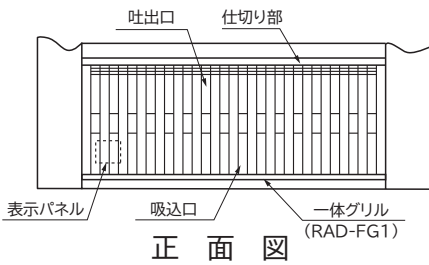 吐出口
仕切り部
表示パネル
吸込口
一体グリル
(RAD-FG1)
正面図